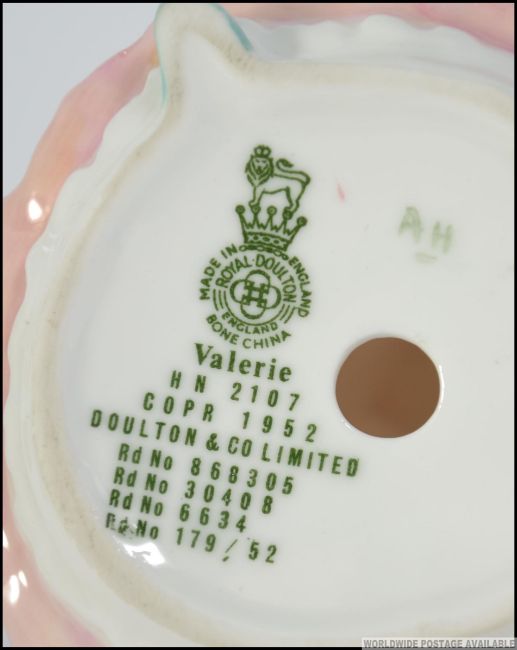 MADE IN ENGLAND
ROYAL·DOULTON
ENGLAND
BONE CHINA
AH
Valerie
HN 2107
COPR 1952
DOULTON & CO LIMITED
Rd No 868305
Rd No 30408
Rd No 6634
Rd No 179/52
WORLDWIDE POSTAGE AVAILABLE